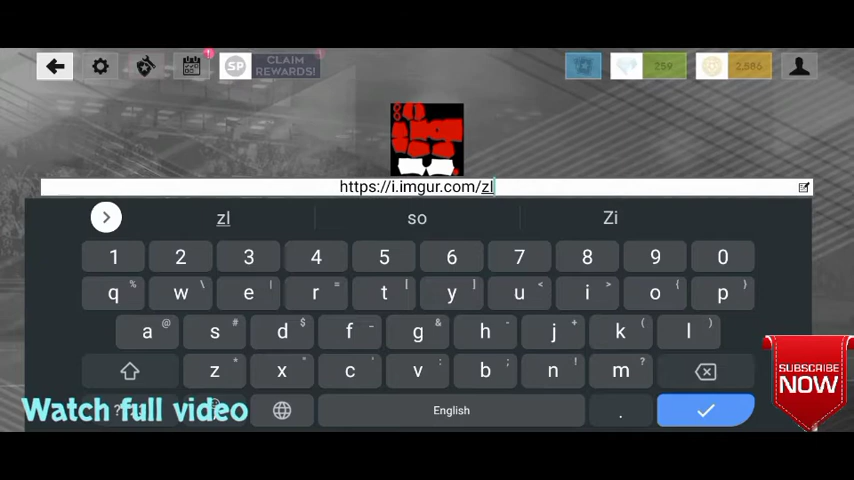 SP CLAIM REWARDS! 259 2,586
https://i.imgur.com/zl
zl so Zi
1 2 3 4 5 6 7 8 9 0
q % w \ e | r = t [ y ] u < i > o { p }
a @ s # d $ f _ g & h - j + k ( l )
z * x " c ' v : b ; n ! m ?
English .
Watch full video
SUBSCRIBE
NOW